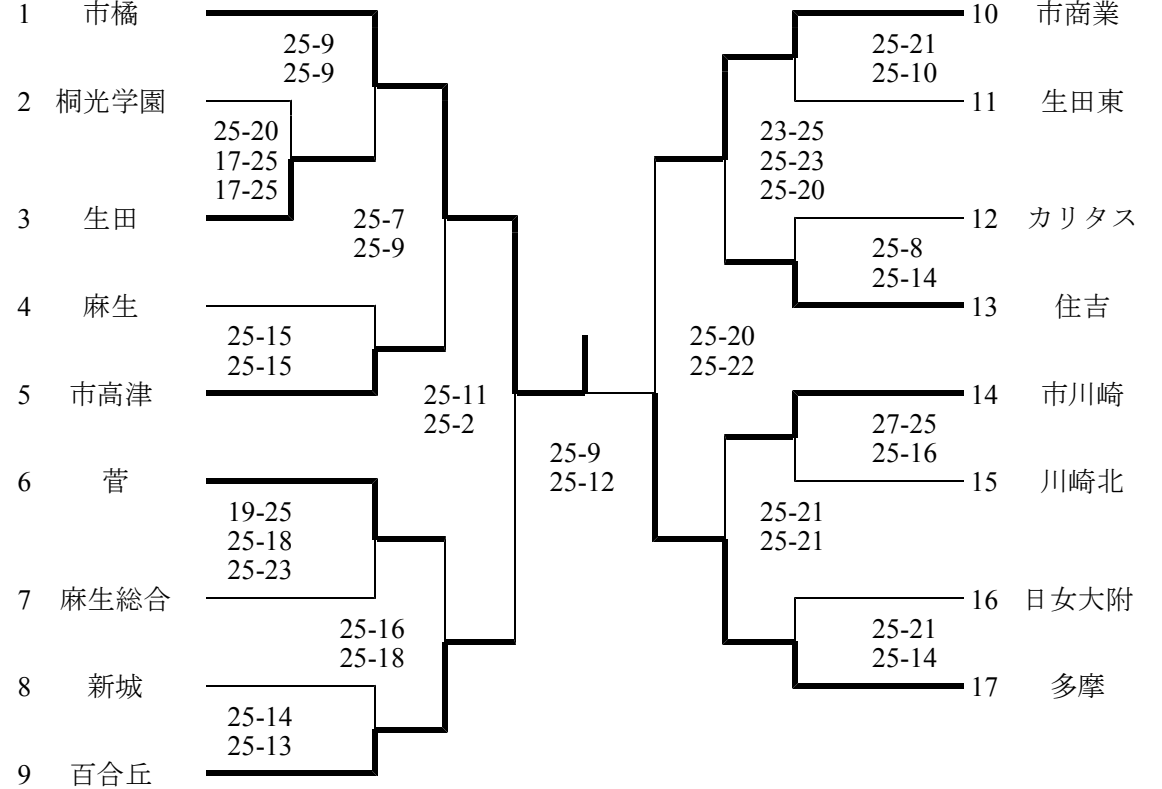 1 市橘
25-9
25-9
2 桐光学園
25-20
17-25
17-25
3 生田
25-7
25-9
4 麻生
25-15
25-15
5 市高津
25-11
25-2
6 菅
19-25
25-18
25-23
7 麻生総合
25-16
25-18
8 新城
25-14
25-13
9 百合丘
25-9
25-12
10 市商業
25-21
25-10
11 生田東
23-25
25-23
25-20
12 カリタス
25-8
25-14
13 住吉
25-20
25-22
14 市川崎
27-25
25-16
15 川崎北
25-21
25-21
16 日女大附
25-21
25-14
17 多摩